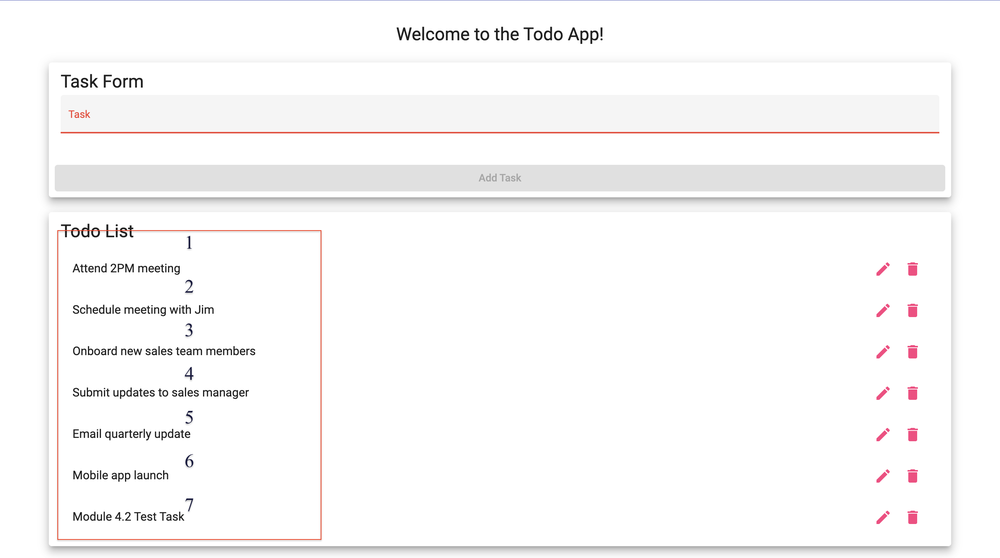 Welcome to the Todo App!
Task Form
Task
Add Task
Todo List
1
Attend 2PM meeting
2
Schedule meeting with Jim
3
Onboard new sales team members
4
Submit updates to sales manager
5
Email quarterly update
6
Mobile app launch
7
Module 4.2 Test Task